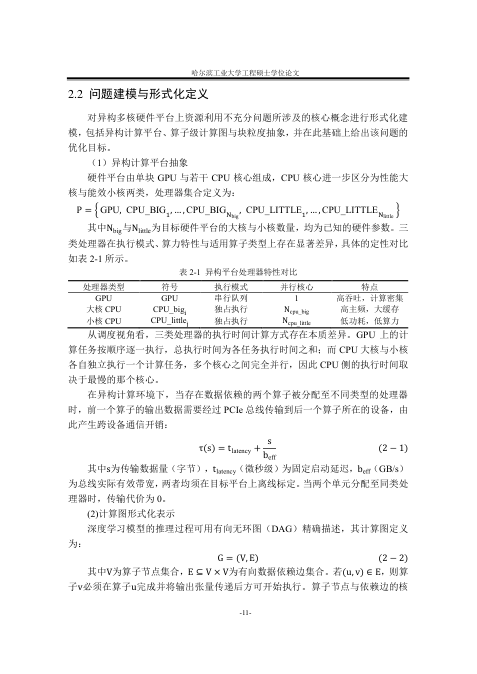 哈尔滨工业大学工程硕士学位论文
2.2 问题建模与形式化定义
对异构多核硬件平台上资源利用不充分问题所涉及的核心概念进行形式化建
模，包括异构计算平台、算子级计算图与块粒度抽象，并在此基础上给出该问题的
优化目标。
（1）异构计算平台抽象
硬件平台由单块 GPU 与若干 CPU 核心组成，CPU 核心进一步区分为性能大
核与能效小核两类，处理器集合定义为：
P = {GPU, CPU_BIG₁, …, CPU_BIG_{N_big}, CPU_LITTLE₁, …, CPU_LITTLE_{N_little}}
其中N_big与N_little为目标硬件平台的大核与小核数量，均为已知的硬件参数。三
类处理器在执行模式、算力特性与适用算子类型上存在显著差异，具体的定性对比
如表 2-1 所示。
表 2-1 异构平台处理器特性对比
处理器类型 符号 执行模式 并行核心 特点
GPU GPU 串行队列 1 高吞吐，计算密集
大核 CPU CPU_big_i 独占执行 N_cpu_big 高主频，大缓存
小核 CPU CPU_little_j 独占执行 N_cpu_little 低功耗，低算力
从调度视角看，三类处理器的执行时间计算方式存在本质差异。GPU 上的计
算任务按顺序逐一执行，总执行时间为各任务执行时间之和；而 CPU 大核与小核
各自独立执行一个计算任务，多个核心之间完全并行，因此 CPU 侧的执行时间取
决于最慢的那个核心。
在异构计算环境下，当存在数据依赖的两个算子被分配至不同类型的处理器
时，前一个算子的输出数据需要经过 PCIe 总线传输到后一个算子所在的设备，由
此产生跨设备通信开销：
τ(s) = t_latency + s/b_eff (2 − 1)
其中s为传输数据量（字节），t_latency（微秒级）为固定启动延迟，b_eff（GB/s）
为总线实际有效带宽，两者均须在目标平台上离线标定。当两个单元分配至同类处
理器时，传输代价为 0。
(2)计算图形式化表示
深度学习模型的推理过程可用有向无环图（DAG）精确描述，其计算图定义
为：
G = (V, E) (2 − 2)
其中V为算子节点集合，E ⊆ V × V为有向数据依赖边集合。若(u, v) ∈ E，则算
子v必须在算子u完成并将输出张量传递后方可开始执行。算子节点与依赖边的核
-11-